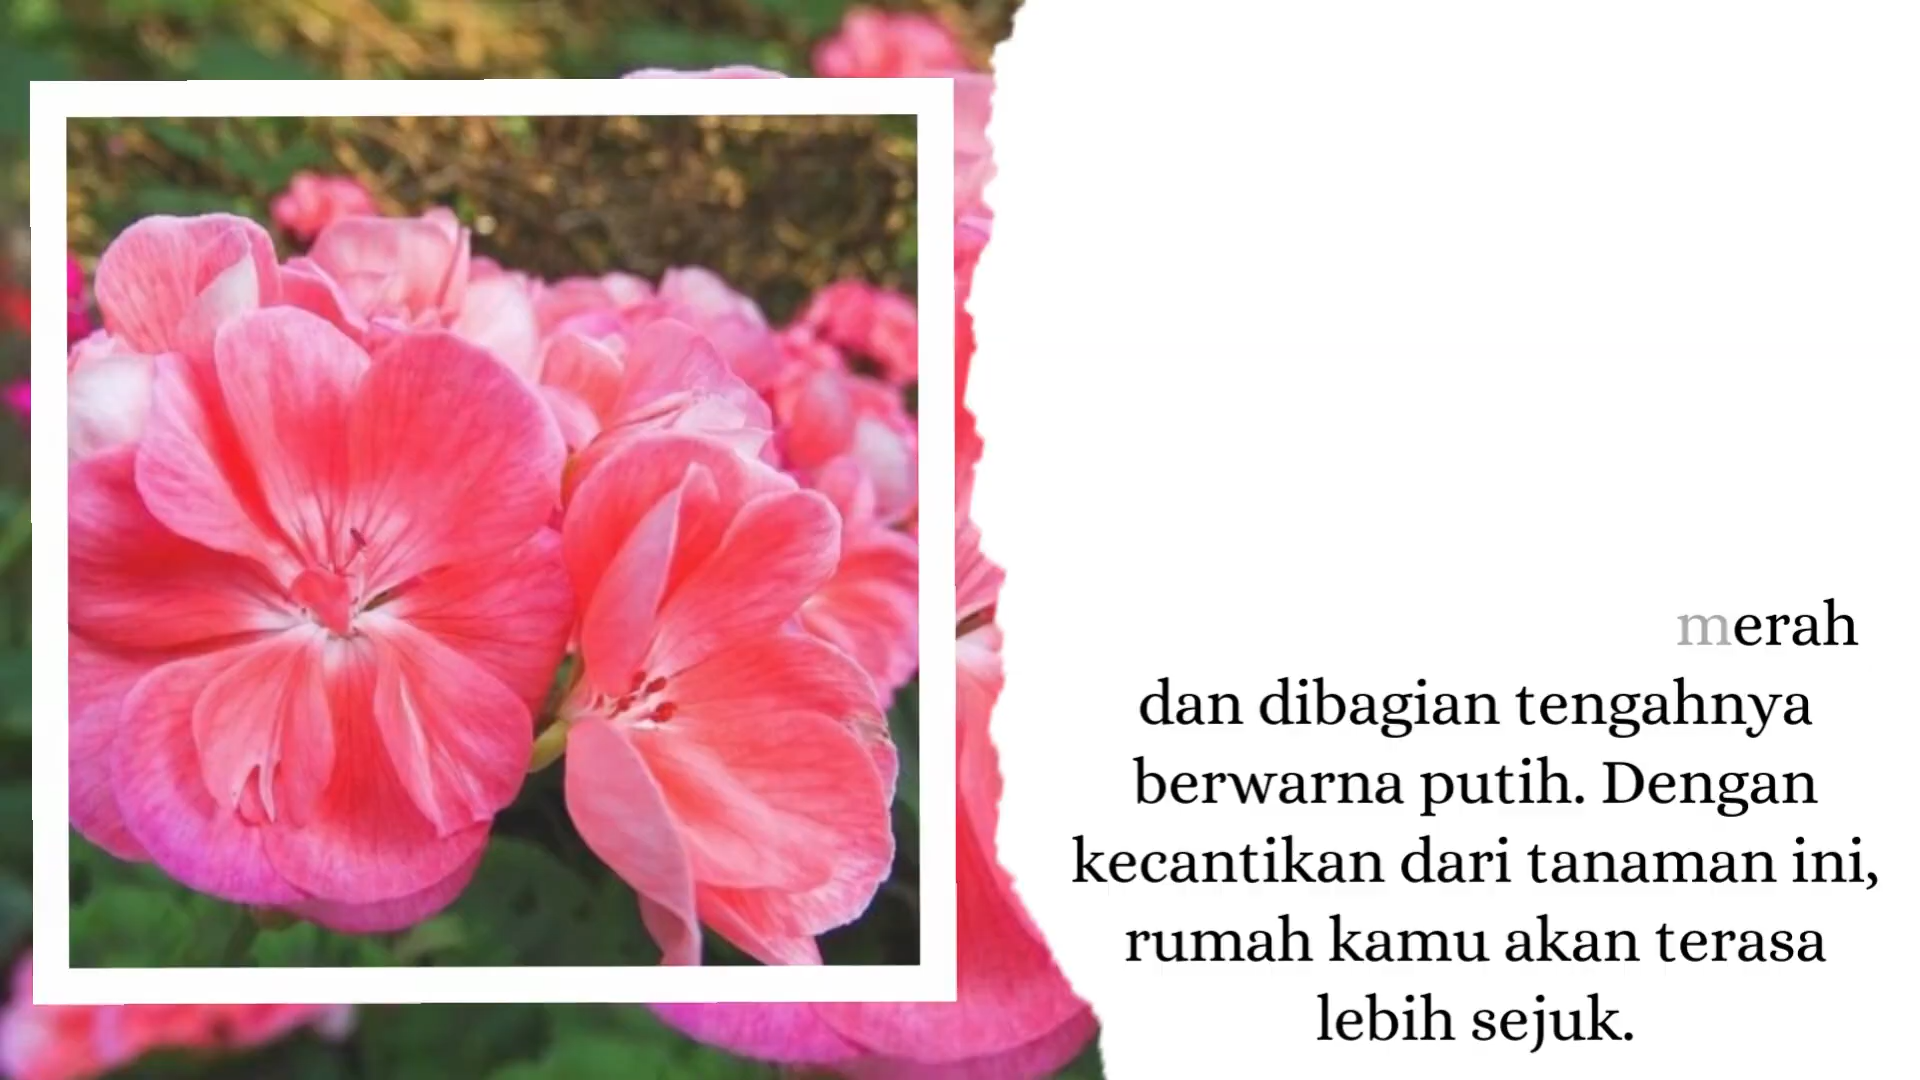 merah
dan dibagian tengahnya
berwarna putih. Dengan
kecantikan dari tanaman ini,
rumah kamu akan terasa
lebih sejuk.